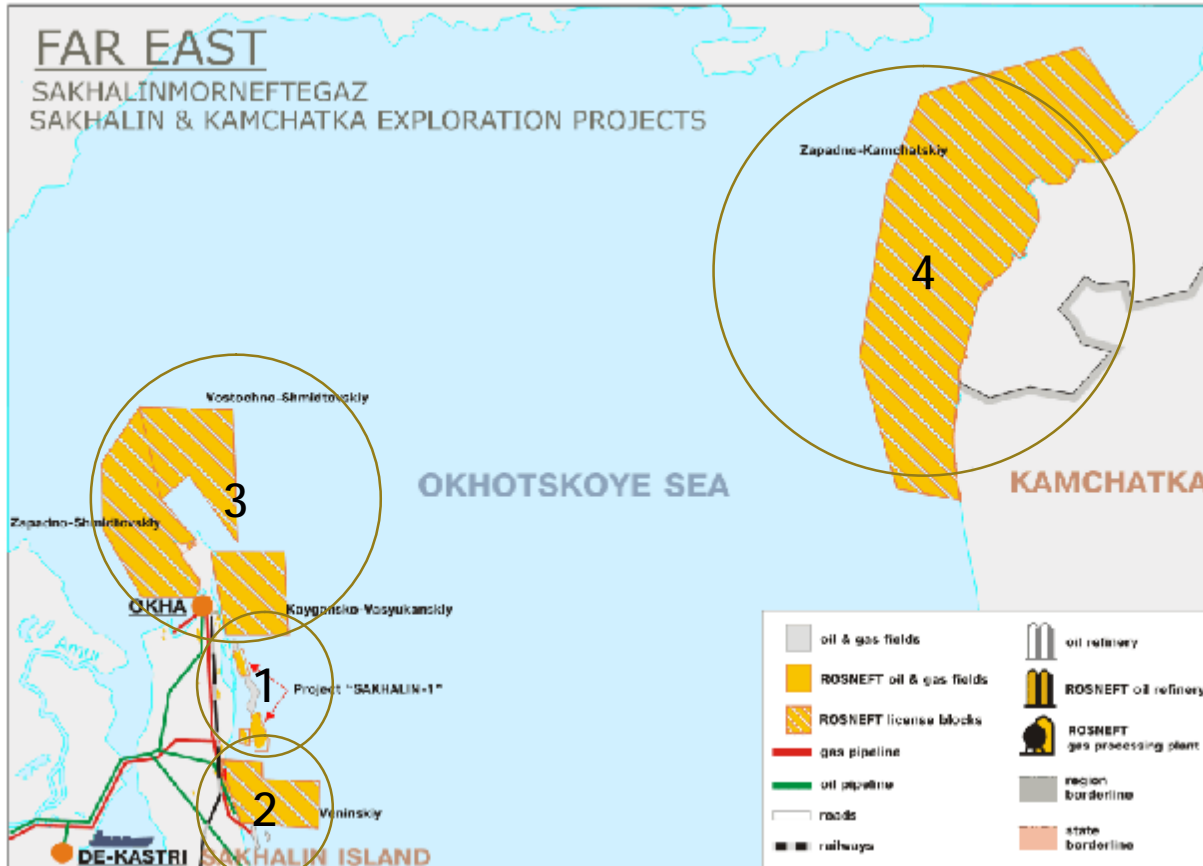 FAR EAST
SAKHALINMORNEFTEGAZ
SAKHALIN & KAMCHATKA EXPLORATION PROJECTS
Zapadno-Kamchatskiy
4
Vostochno-Shmidtovskiy
OKHOTSKOYE SEA
KAMCHATKA
3
Zapadno-Shmidtovskiy
OKHA
Kaygansko-Vasyukanskiy
Amur
1
Project "SAKHALIN-1"
2
Veninskiy
DE-KASTRI
SAKHALIN ISLAND
oil & gas fields
ROSNEFT oil & gas fields
ROSNEFT license blocks
gas pipeline
oil pipeline
roads
railways
oil refinery
ROSNEFT oil refinery
ROSNEFT
gas processing plant
region
borderline
state
borderline